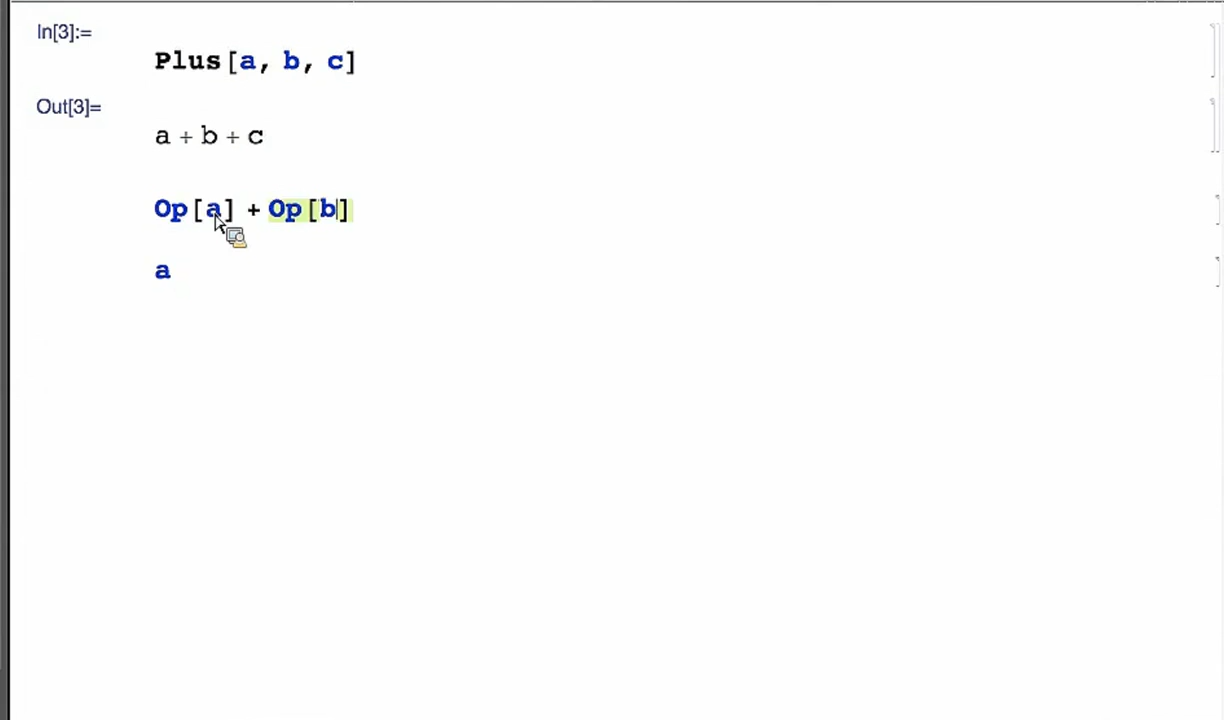 In[3]:=
Plus[a, b, c]
Out[3]=
a + b + c
Op[a] + Op[b]
a